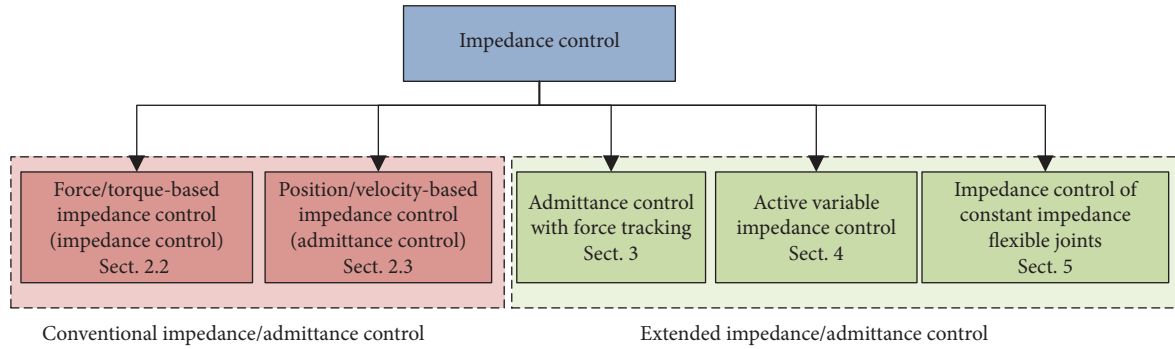 Impedance control
Force/torque-based
impedance control
(impedance control)
Sect. 2.2
Position/velocity-based
impedance control
(admittance control)
Sect. 2.3
Admittance control
with force tracking
Sect. 3
Active variable
impedance control
Sect. 4
Impedance control of
constant impedance
flexible joints
Sect. 5
Conventional impedance/admittance control
Extended impedance/admittance control